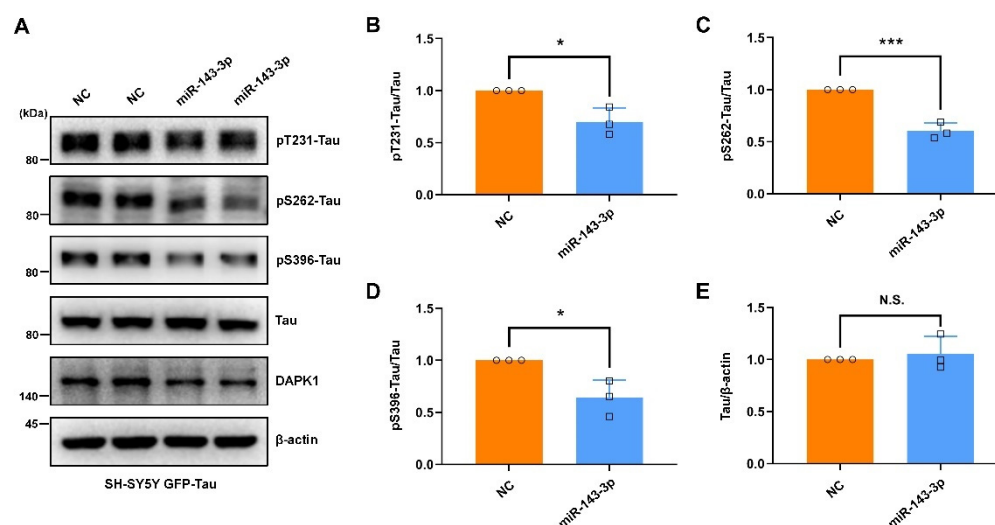 A
(kDa)
NC
NC
miR-143-3p
miR-143-3p
80
pT231-Tau
80
pS262-Tau
80
pS396-Tau
80
Tau
140
DAPK1
45
β-actin
SH-SY5Y GFP-Tau
B
pT231-Tau/Tau
1.5
1.0
0.5
0.0
*
NC
miR-143-3p
C
pS262-Tau/Tau
1.5
1.0
0.5
0.0
***
NC
miR-143-3p
D
pS396-Tau/Tau
1.5
1.0
0.5
0.0
*
NC
miR-143-3p
E
Tau/β-actin
1.5
1.0
0.5
0.0
N.S.
NC
miR-143-3p